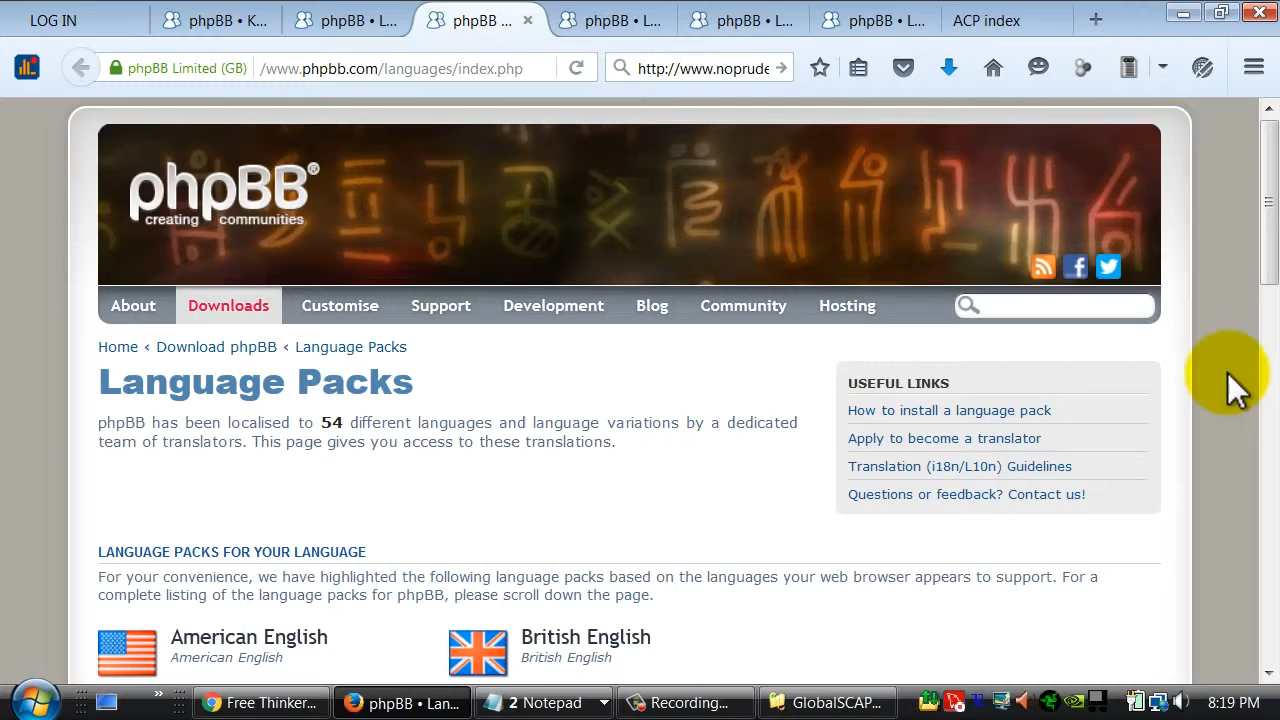 LOG IN
phpBB • K...
phpBB • L...
phpBB ...
phpBB • L...
phpBB • L...
phpBB • L...
ACP index
phpBB Limited (GB)
/www.phpbb.com/languages/index.php
http://www.noprude
phpBB®
creating communities
About
Downloads
Customise
Support
Development
Blog
Community
Hosting
Home ‹ Download phpBB ‹ Language Packs
Language Packs
phpBB has been localised to 54 different languages and language variations by a dedicated
team of translators. This page gives you access to these translations.
USEFUL LINKS
How to install a language pack
Apply to become a translator
Translation (i18n/L10n) Guidelines
Questions or feedback? Contact us!
LANGUAGE PACKS FOR YOUR LANGUAGE
For your convenience, we have highlighted the following language packs based on the languages your web browser appears to support. For a
complete listing of the language packs for phpBB, please scroll down the page.
American English
American English
British English
British English
Free Thinker...
phpBB • Lan...
2 Notepad
Recording...
GlobalSCAP...
8:19 PM